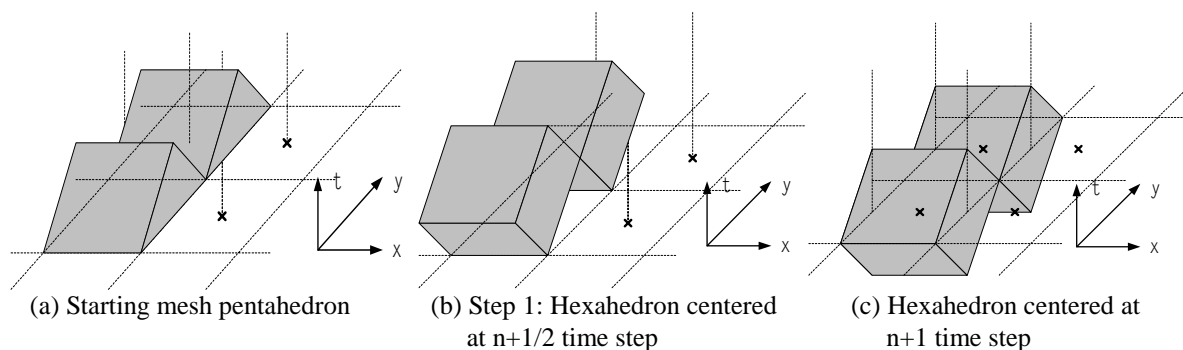 t
y
x
t
y
x
t
y
x
(a) Starting mesh pentahedron
(b) Step 1: Hexahedron centered
at n+1/2 time step
(c) Hexahedron centered at
n+1 time step